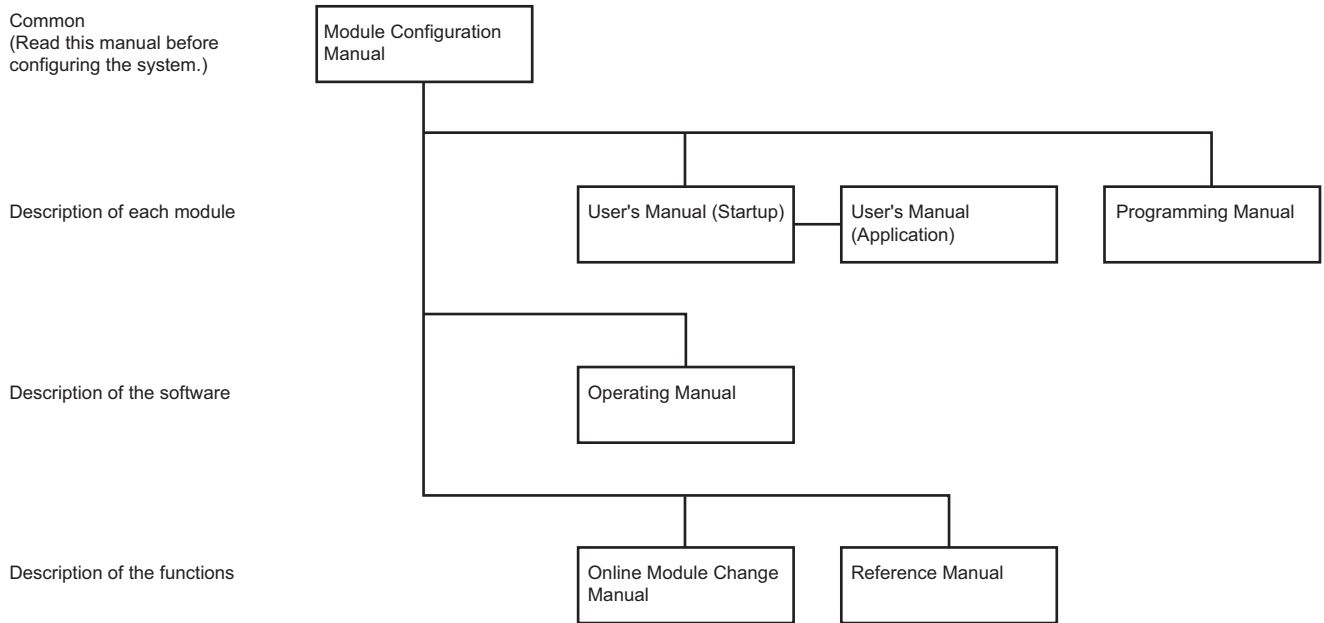 Common
(Read this manual before
configuring the system.)
Module Configuration
Manual
Description of each module
User's Manual (Startup)
User's Manual
(Application)
Programming Manual
Description of the software
Operating Manual
Description of the functions
Online Module Change
Manual
Reference Manual